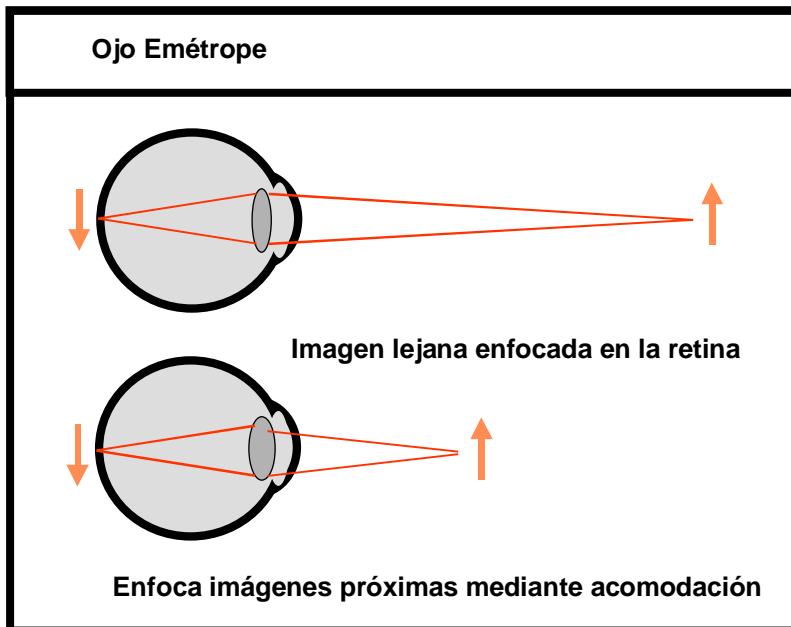 Ojo Emétrope
Imagen lejana enfocada en la retina
Enfoca imágenes próximas mediante acomodación